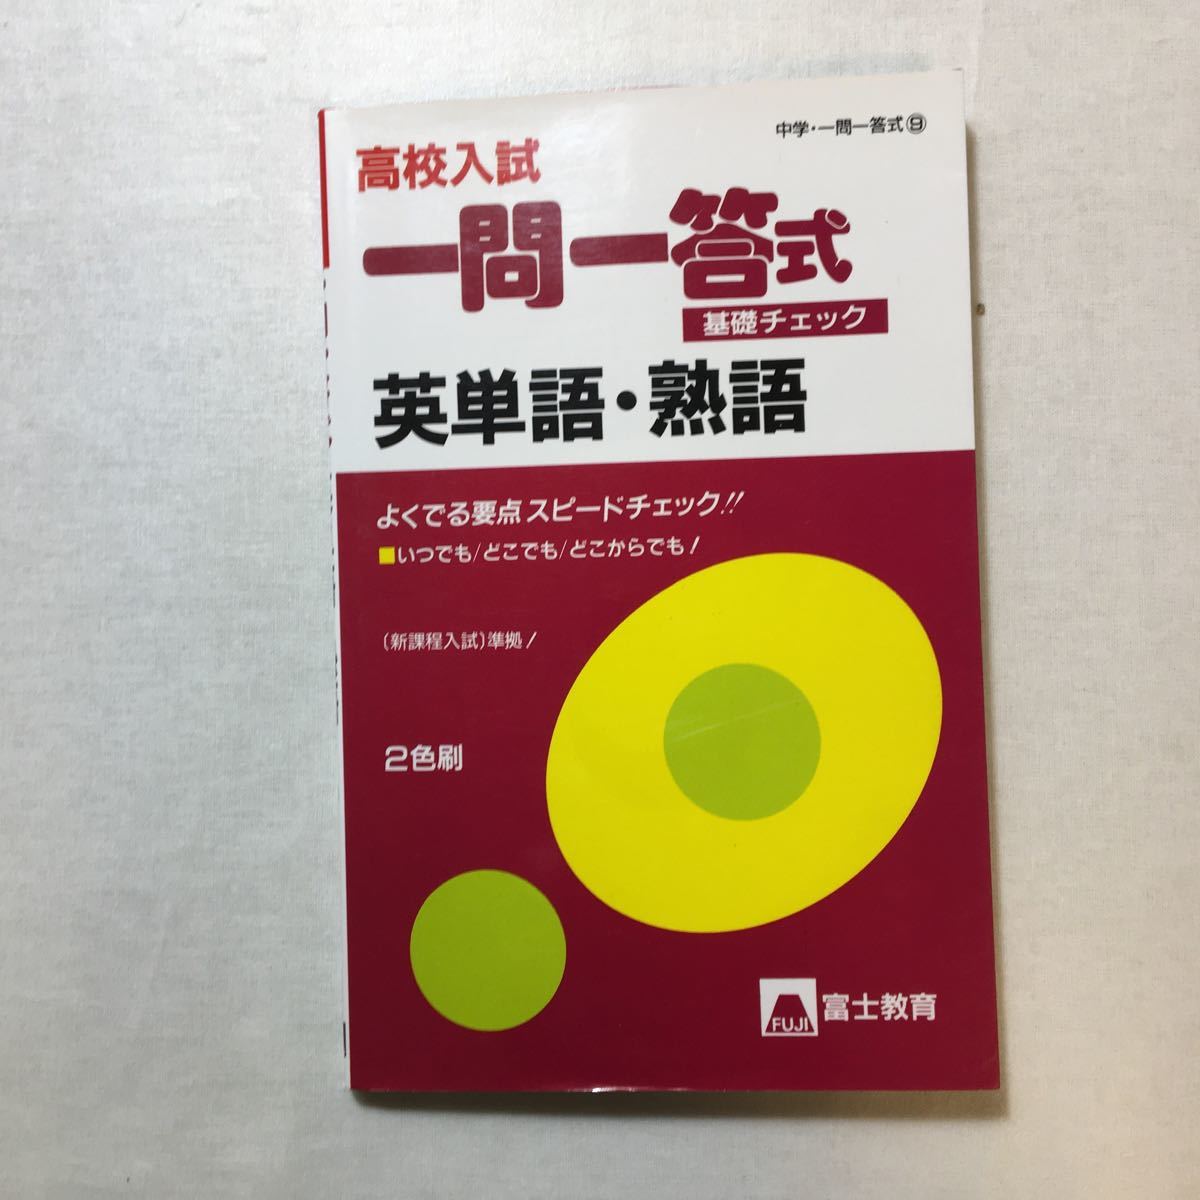 中学・一問一答式⑨
高校入試
一問一答式
基礎チェック
英単語・熟語
よくでる要点スピードチェック!!
■いつでも/どこでも/どこからでも!
〔新課程入試〕準拠!
2色刷
FUJI 富士教育